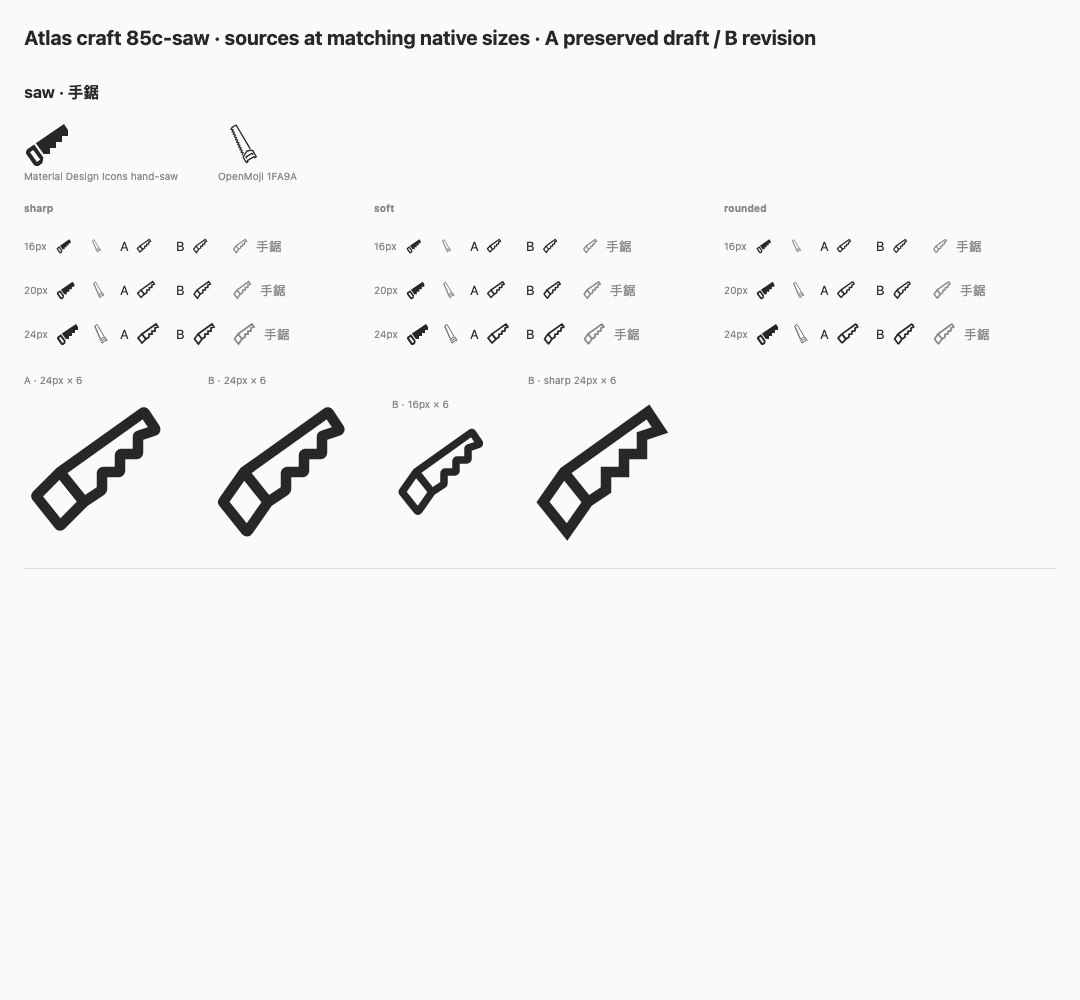 Atlas craft 85c-saw · sources at matching native sizes · A preserved draft / B revision
saw · 手鋸
Material Design Icons hand-saw
OpenMoji 1FA9A
sharp
soft
rounded
16px A B 手鋸
16px A B 手鋸
16px A B 手鋸
20px A B 手鋸
20px A B 手鋸
20px A B 手鋸
24px A B 手鋸
24px A B 手鋸
24px A B 手鋸
A · 24px × 6
B · 24px × 6
B · 16px × 6
B · sharp 24px × 6